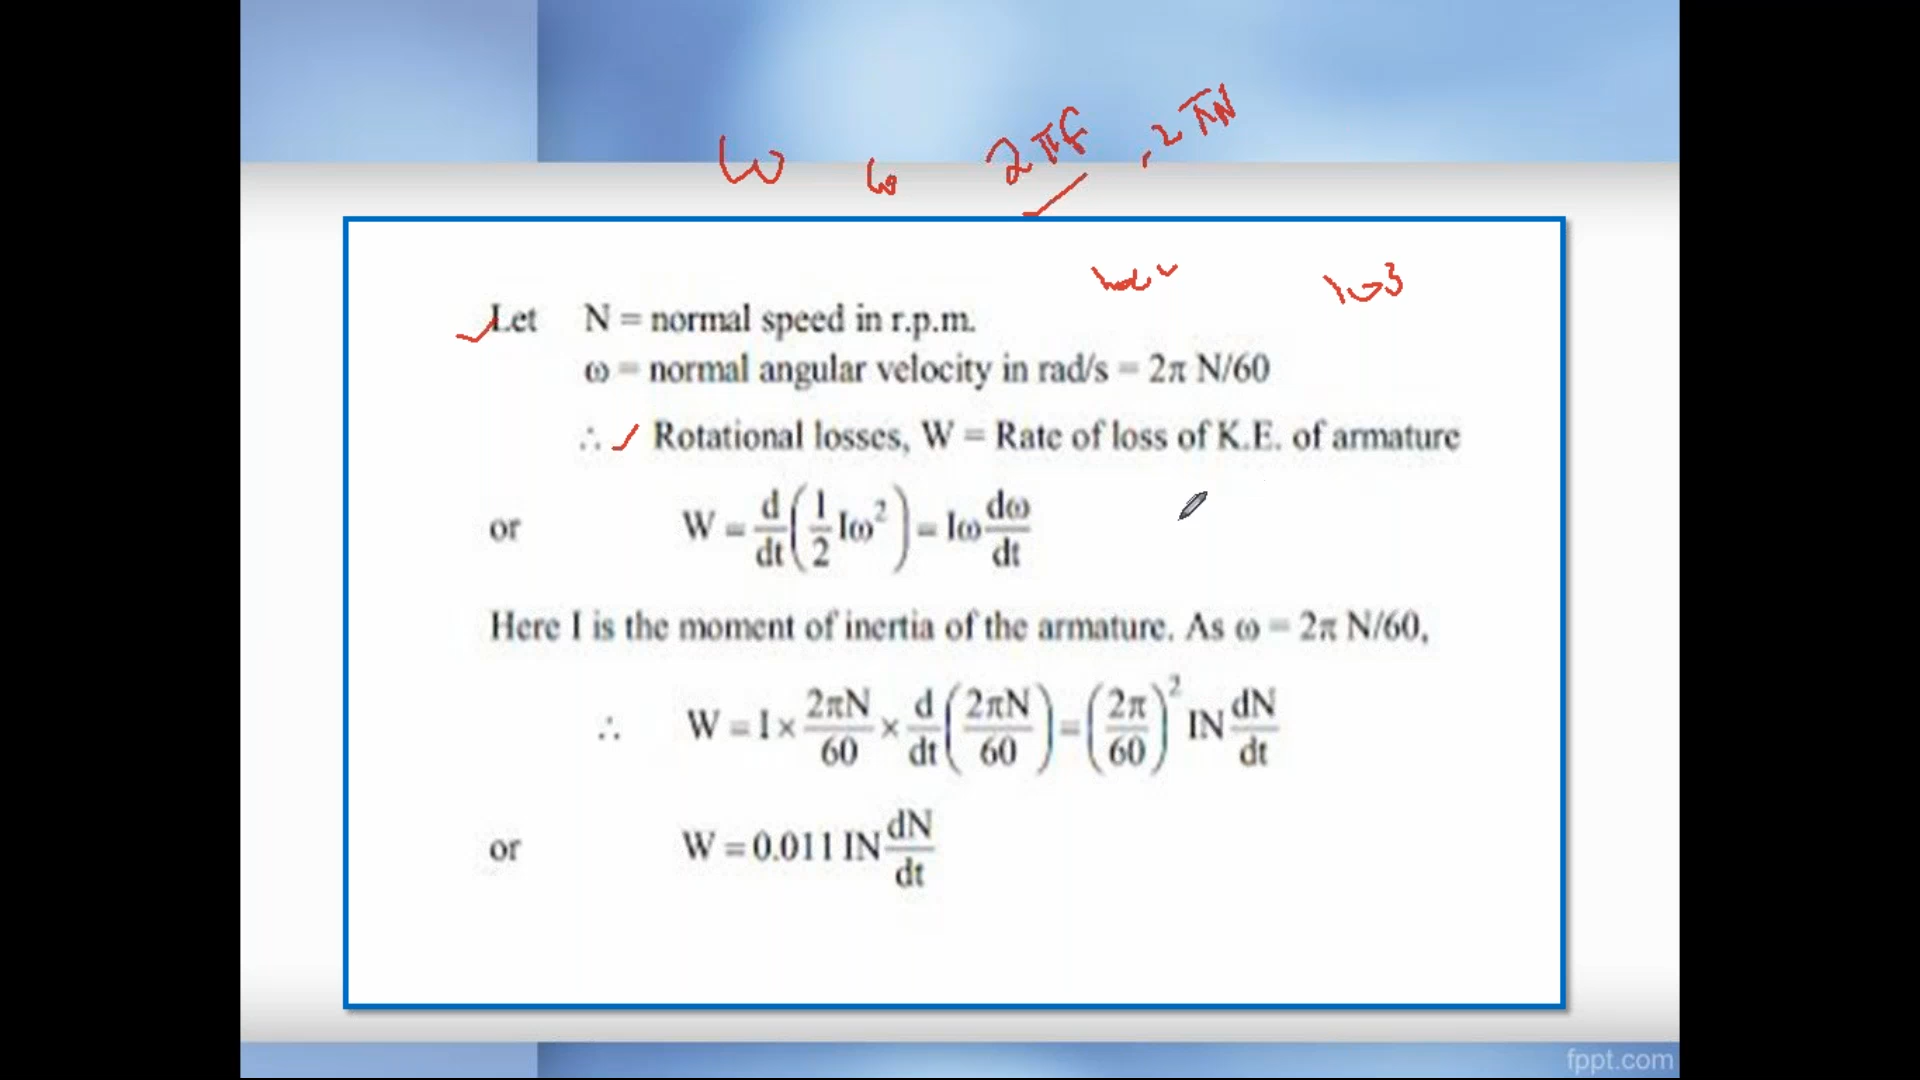 ω ω 2πf , 2πN
103
Let N = normal speed in r.p.m.
ω = normal angular velocity in rad/s = 2π N/60
∴ Rotational losses, W = Rate of loss of K.E. of armature
or W = d/dt (1/2 Iω²) = Iω dω/dt
Here I is the moment of inertia of the armature. As ω = 2π N/60,
∴ W = I × 2πN/60 × d/dt (2πN/60) = (2π/60)² IN dN/dt
or W = 0.011 IN dN/dt
fppt.com